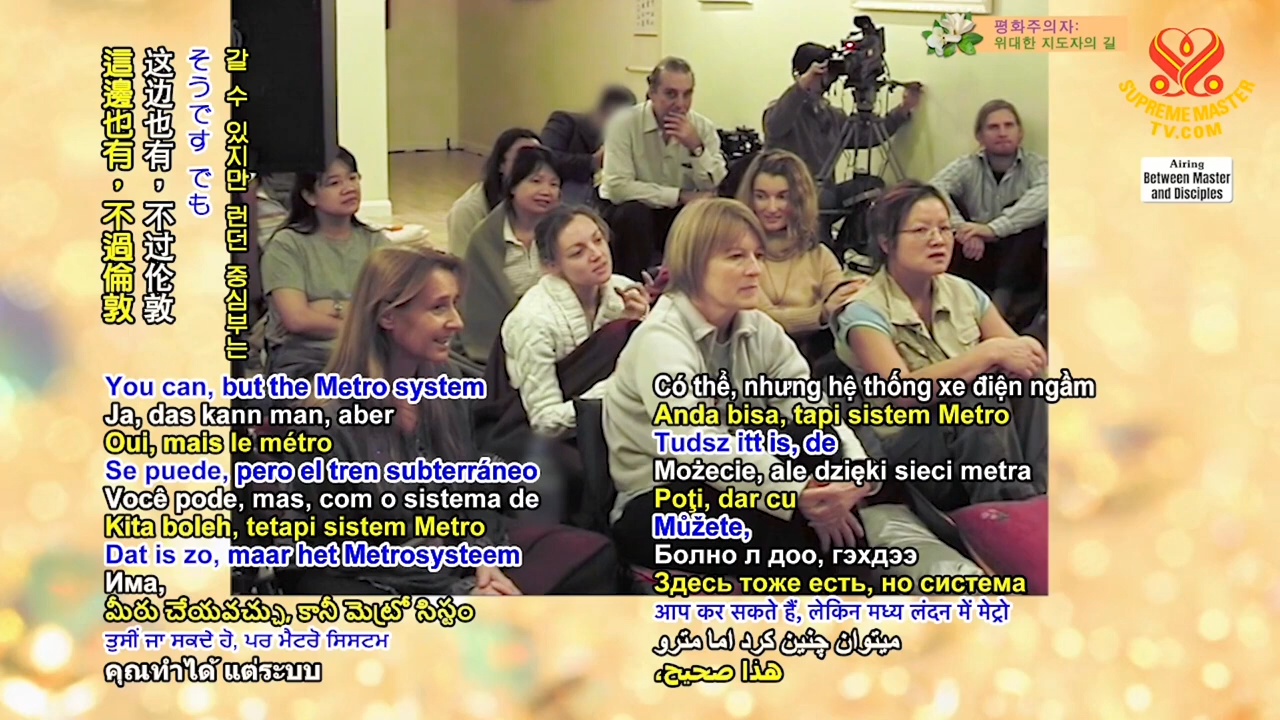 평화주의자:
위대한 지도자의 길
SUPREME MASTER
TV.COM
Airing
Between Master
and Disciples
갈 수 있지만 런던 중심부는
そうです でも
这边也有，不过伦敦
這邊也有，不過倫敦
You can, but the Metro system
Ja, das kann man, aber
Oui, mais le métro
Se puede, pero el tren subterráneo
Você pode, mas, com o sistema de
Kita boleh, tetapi sistem Metro
Dat is zo, maar het Metrosysteem
Има,
మీరు చేయవచ్చు, కానీ మెట్రో సిస్టం
ਤੁਸੀਂ ਜਾ ਸਕਦੇ ਹੋ, ਪਰ ਮੈਟਰੋ ਸਿਸਟਮ
คุณทำได้ แต่ระบบ
Có thể, nhưng hệ thống xe điện ngầm
Anda bisa, tapi sistem Metro
Tudsz itt is, de
Możecie, ale dzięki sieci metra
Poţi, dar cu
Můžete,
Болно л доо, гэхдээ
Здесь тоже есть, но система
आप कर सकते हैं, लेकिन मध्य लंदन में मेट्रो
میتوان چنین کرد اما مترو
هذا صحيح،